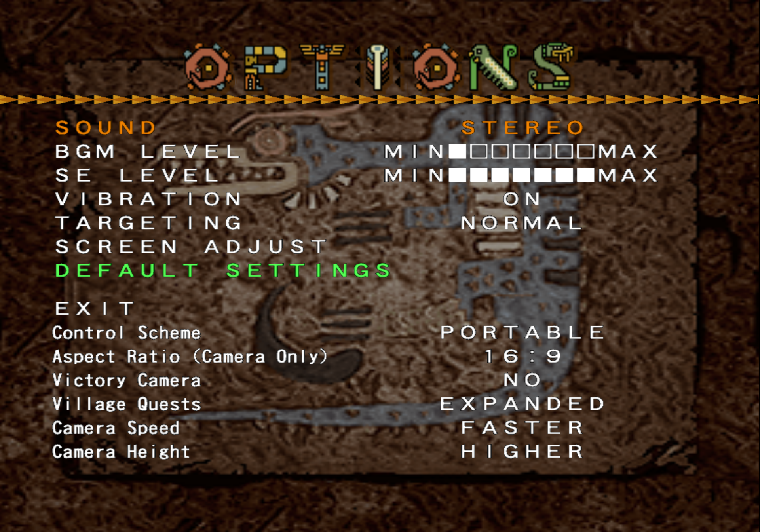 OPTIONS
SOUND STEREO
BGM LEVEL MIN■□□□□□□MAX
SE LEVEL MIN■■■■■■■MAX
VIBRATION ON
TARGETING NORMAL
SCREEN ADJUST
DEFAULT SETTINGS
EXIT
Control Scheme PORTABLE
Aspect Ratio (Camera Only) 16:9
Victory Camera NO
Village Quests EXPANDED
Camera Speed FASTER
Camera Height HIGHER